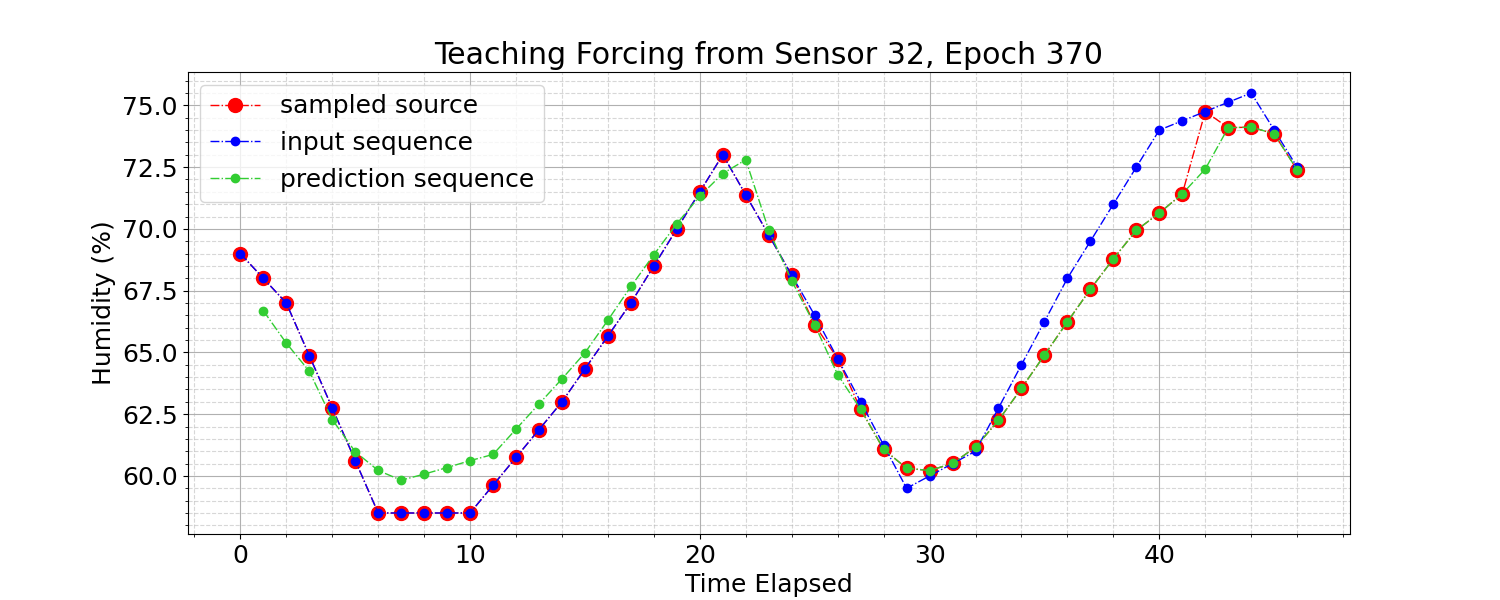 Teaching Forcing from Sensor 32, Epoch 370
sampled source
input sequence
prediction sequence
Humidity (%)
75.0
72.5
70.0
67.5
65.0
62.5
60.0
0 10 20 30 40
Time Elapsed